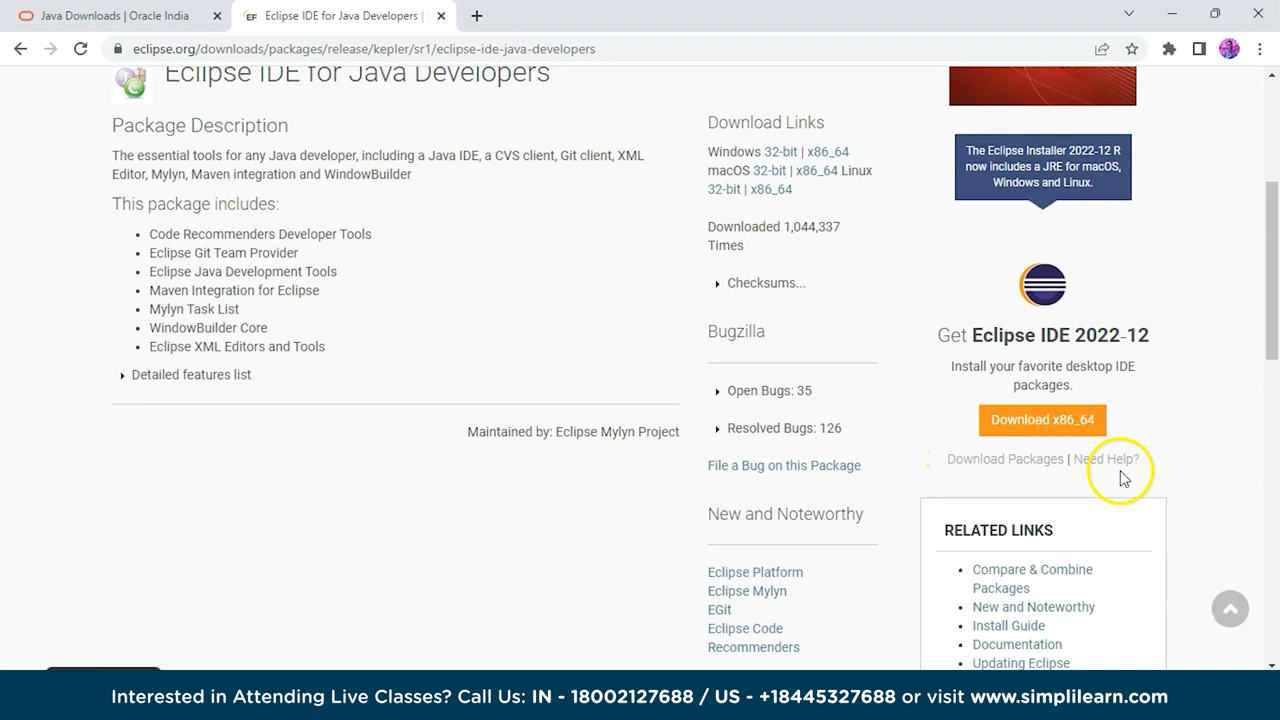 Java Downloads | Oracle India
EF Eclipse IDE for Java Developers |
eclipse.org/downloads/packages/release/kepler/sr1/eclipse-ide-java-developers
Eclipse IDE for Java Developers
Package Description
The essential tools for any Java developer, including a Java IDE, a CVS client, Git client, XML
Editor, Mylyn, Maven integration and WindowBuilder
This package includes:
• Code Recommenders Developer Tools
• Eclipse Git Team Provider
• Eclipse Java Development Tools
• Maven Integration for Eclipse
• Mylyn Task List
• WindowBuilder Core
• Eclipse XML Editors and Tools
Detailed features list
Maintained by: Eclipse Mylyn Project
Download Links
Windows 32-bit | x86_64
macOS 32-bit | x86_64 Linux
32-bit | x86_64
Downloaded 1,044,337
Times
Checksums...
Bugzilla
Open Bugs: 35
Resolved Bugs: 126
File a Bug on this Package
New and Noteworthy
Eclipse Platform
Eclipse Mylyn
EGit
Eclipse Code
Recommenders
The Eclipse Installer 2022-12 R
now includes a JRE for macOS,
Windows and Linux.
Get Eclipse IDE 2022-12
Install your favorite desktop IDE
packages.
Download x86_64
Download Packages | Need Help?
RELATED LINKS
• Compare & Combine
Packages
• New and Noteworthy
• Install Guide
• Documentation
• Updating Eclipse
Interested in Attending Live Classes? Call Us: IN - 18002127688 / US - +18445327688 or visit www.simplilearn.com